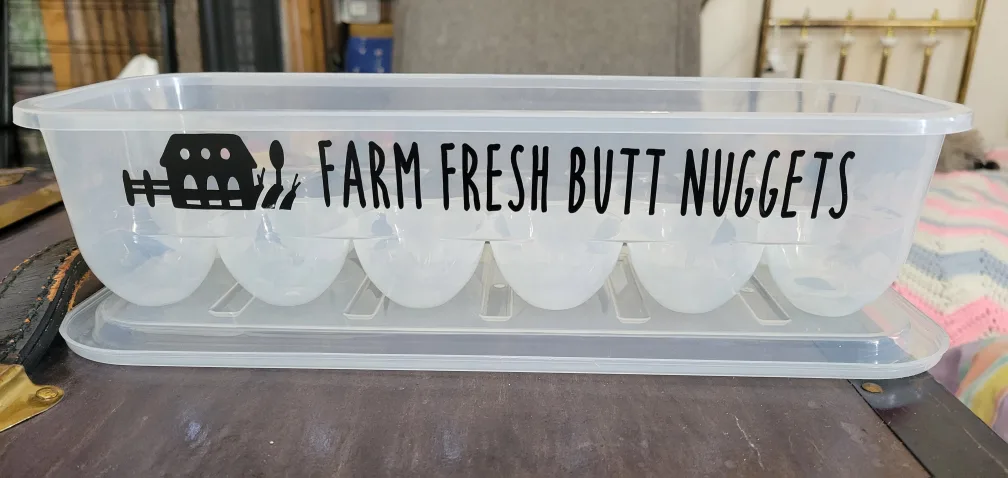 FARM FRESH BUTT NUGGETS